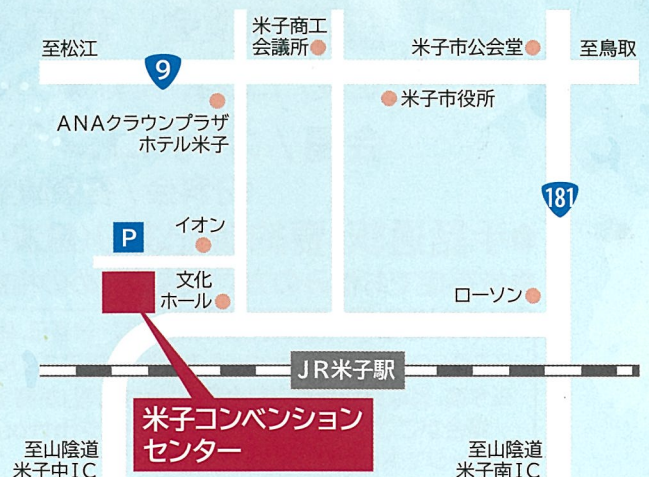 米子商工
会議所
至松江
米子市公会堂
至鳥取
9
ANAクラウンプラザ
ホテル米子
米子市役所
181
P
イオン
文化
ホール
ローソン
JR米子駅
米子コンベンション
センター
至山陰道
米子中IC
至山陰道
米子南IC